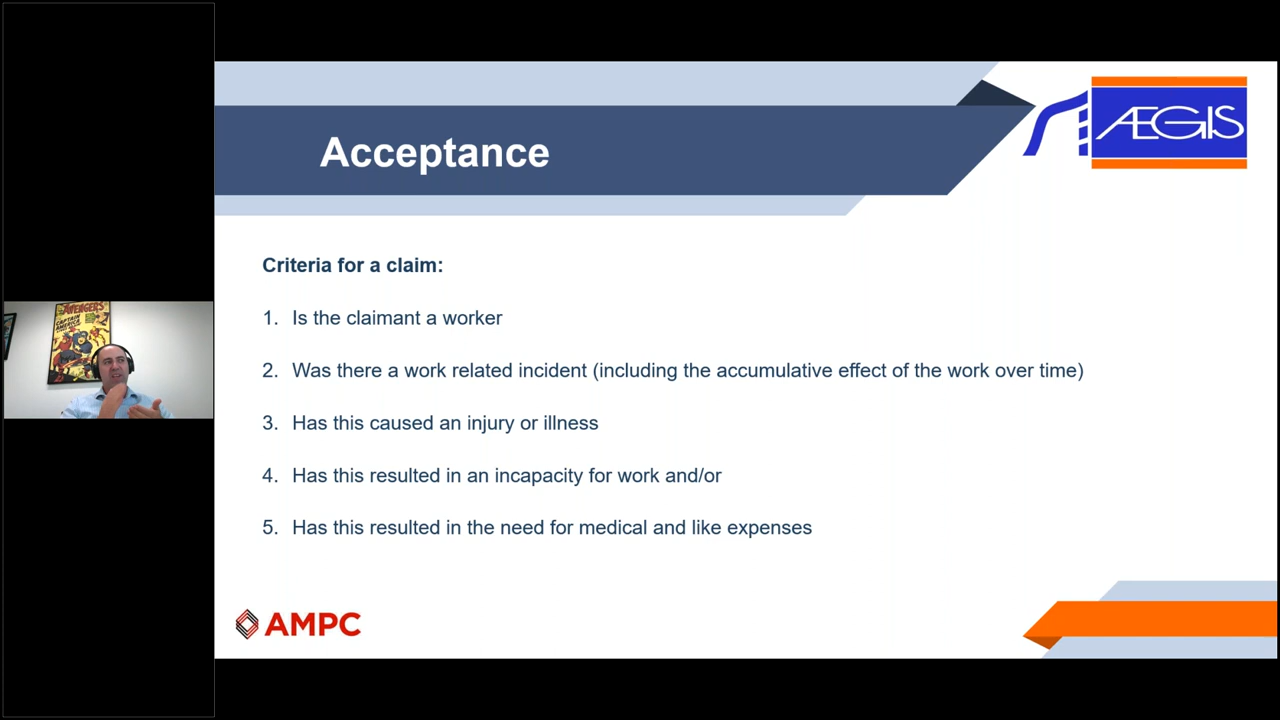 Acceptance
ÆGIS
Criteria for a claim:
1. Is the claimant a worker
2. Was there a work related incident (including the accumulative effect of the work over time)
3. Has this caused an injury or illness
4. Has this resulted in an incapacity for work and/or
5. Has this resulted in the need for medical and like expenses
AMPC
AVENGERS
CAPTAIN
AMERICA